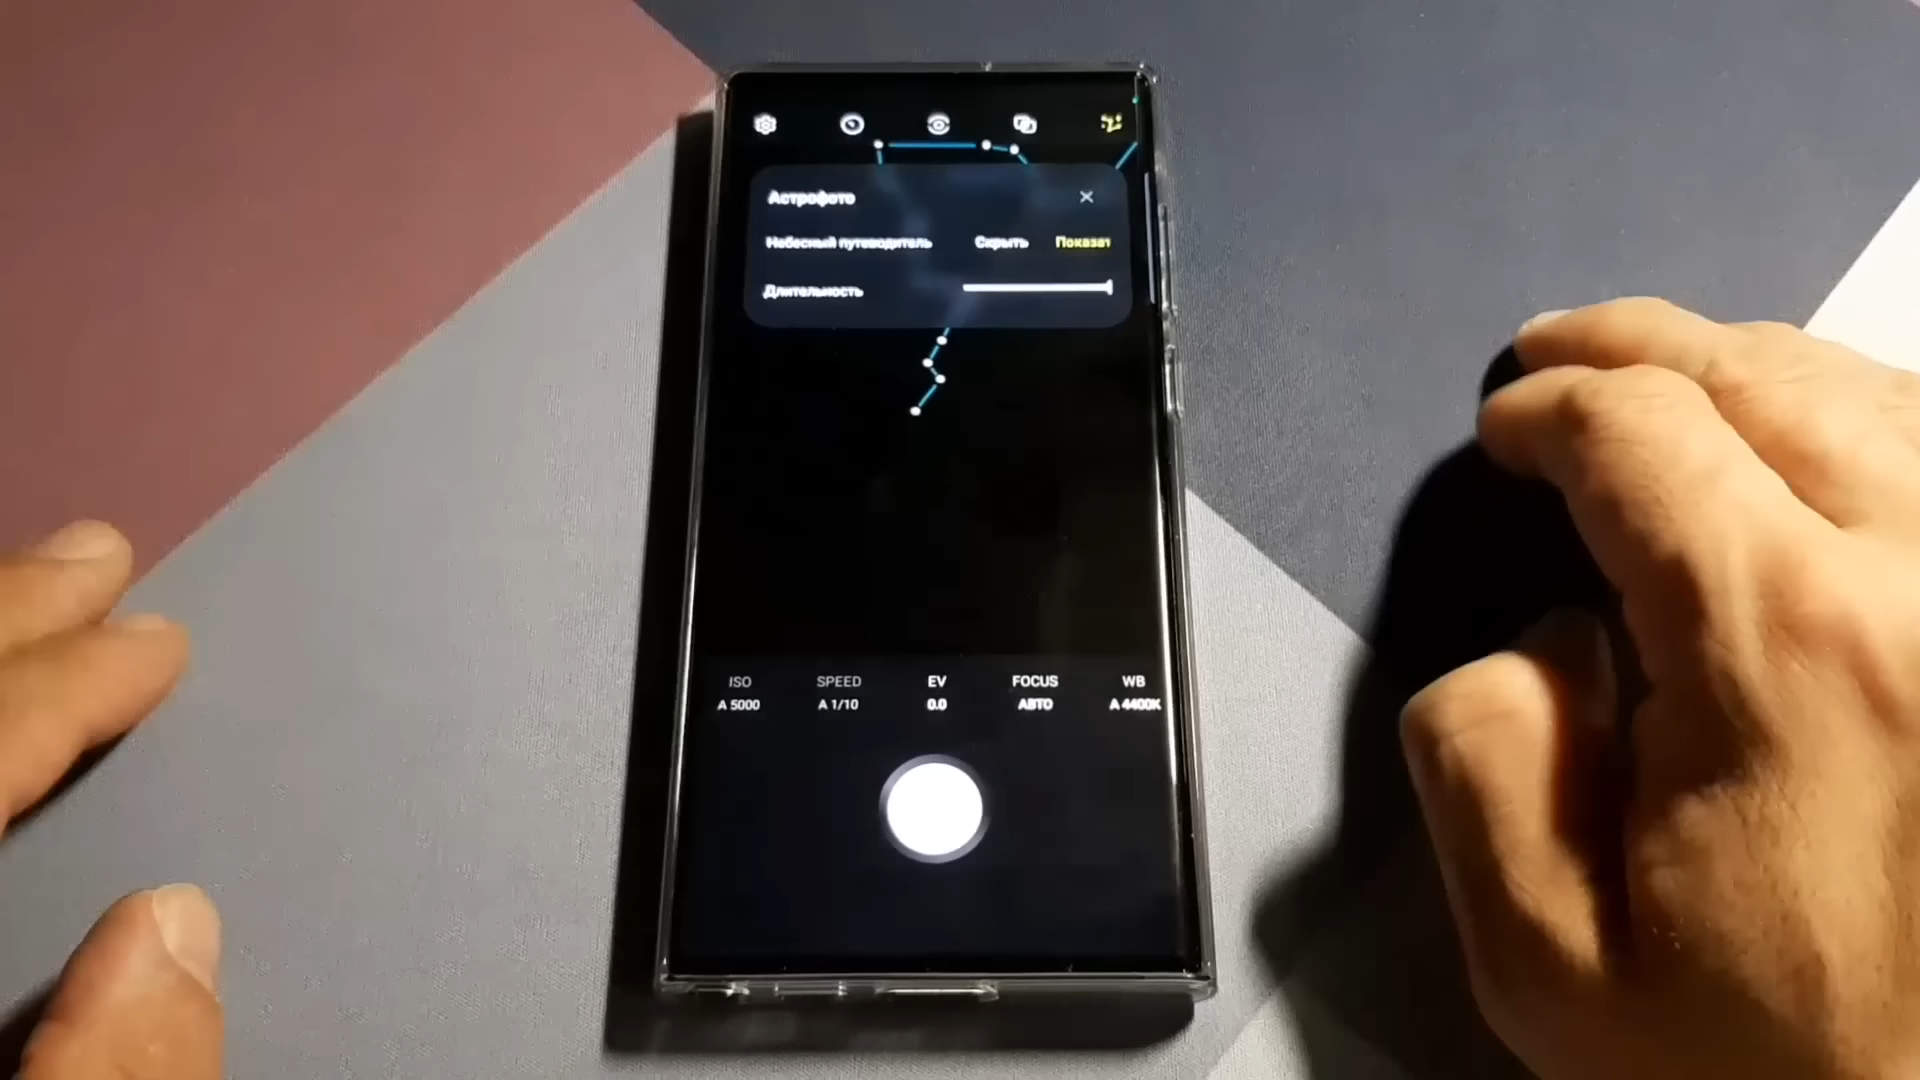 Астрофото
Небесный путеводитель Скрыть Показат
Длительность
ISO SPEED EV FOCUS WB
A 5000 A 1/10 0.0 АВТО A 4400K